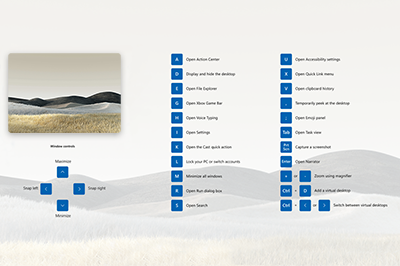 Window controls
Maximize
Snap left
Snap right
Minimize
A Open Action Center
D Display and hide the desktop
E Open File Explorer
G Open Xbox Game Bar
H Open Voice Typing
I Open Settings
K Open the Cast quick action
L Lock your PC or switch accounts
M Minimize all windows
R Open Run dialog box
S Open Search
U Open Accessibility settings
X Open Quick Link menu
V Open clipboard history
, Temporarily peek at the desktop
; Open Emoji panel
Tab Open Task view
Prt
Scn Capture a screenshot
Enter Open Narrator
+ or - Zoom using magnifier
Ctrl + D Add a virtual desktop
Ctrl + < or > Switch between virtual desktops